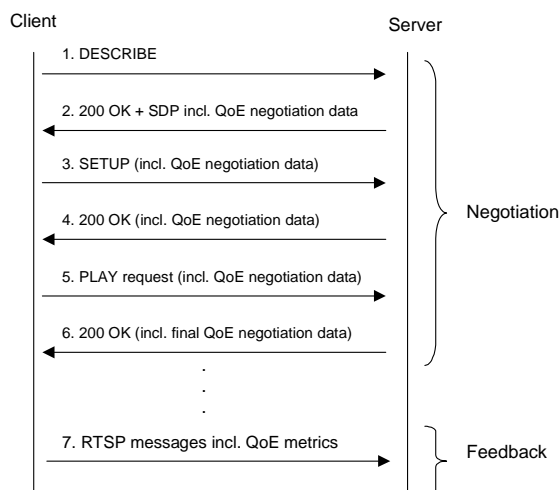 Client
Server
1. DESCRIBE
2. 200 OK + SDP incl. QoE negotiation data
3. SETUP (incl. QoE negotiation data)
4. 200 OK (incl. QoE negotiation data)
Negotiation
5. PLAY request (incl. QoE negotiation data)
6. 200 OK (incl. final QoE negotiation data)
.
.
.
7. RTSP messages incl. QoE metrics
Feedback